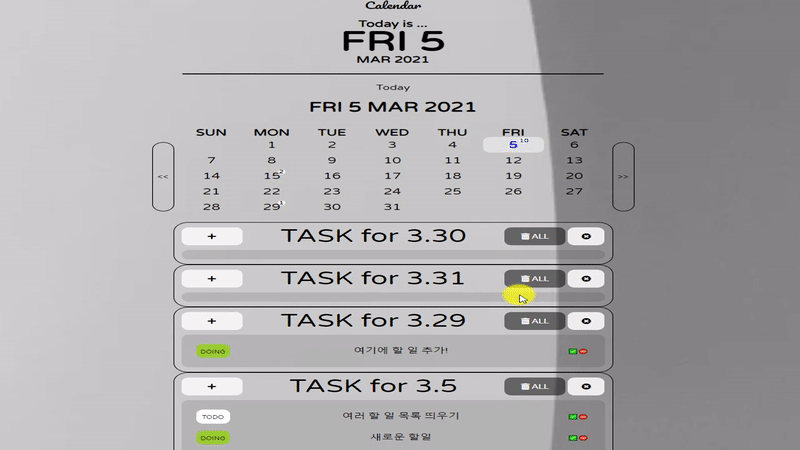 Calendar
Today is ...
FRI 5
MAR 2021
Today
FRI 5 MAR 2021
SUN MON TUE WED THU FRI SAT
1 2 3 4 5 10 6
7 8 9 10 11 12 13
14 15 2 16 17 18 19 20
21 22 23 24 25 26 27
28 29 1 30 31
<< >>
+ TASK for 3.30 ALL
+ TASK for 3.31 ALL
+ TASK for 3.29 ALL
DOING 여기에 할 일 추가!
+ TASK for 3.5 ALL
TODO 여러 할 일 목록 띄우기
DOING 새로운 할일